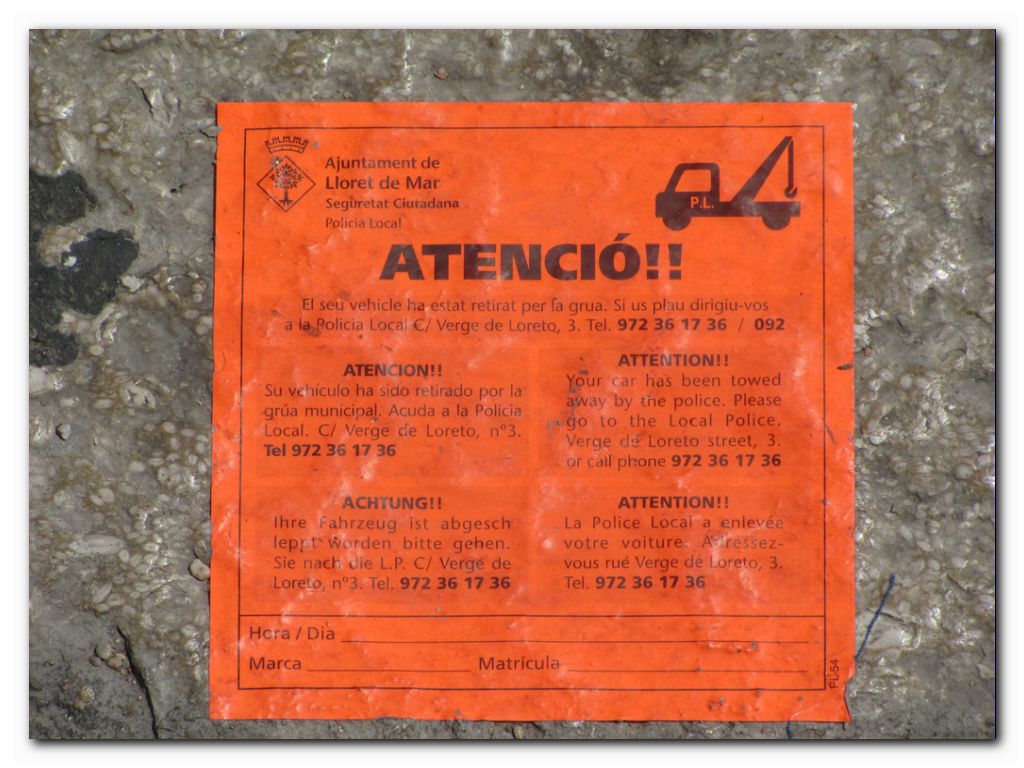 Ajuntament de
Lloret de Mar
Seguretat Ciutadana
Policia Local
P.L.
ATENCIÓ!!
El seu vehicle ha estat retirat per la grua. Si us plau dirigiu-vos
a la Policia Local C/ Verge de Loreto, 3. Tel. 972 36 17 36 / 092
ATENCION!!
Su vehículo ha sido retirado por la
grúa municipal. Acuda a la Policia
Local. C/ Verge de Loreto, nº3.
Tel 972 36 17 36
ATTENTION!!
Your car has been towed
away by the police. Please
go to the Local Police.
Verge de Loreto street, 3.
or call phone 972 36 17 36
ACHTUNG!!
Ihre Fahrzeug ist abgesch
leppt worden bitte gehen.
Sie nach die L.P. C/ Verge de
Loreto, nº3. Tel. 972 36 17 36
ATTENTION!!
La Police Local a enlevée
votre voiture. Adressez-
vous rue Verge de Loreto, 3.
Tel. 972 36 17 36
Hora / Dia
Marca Matrícula
PL-54